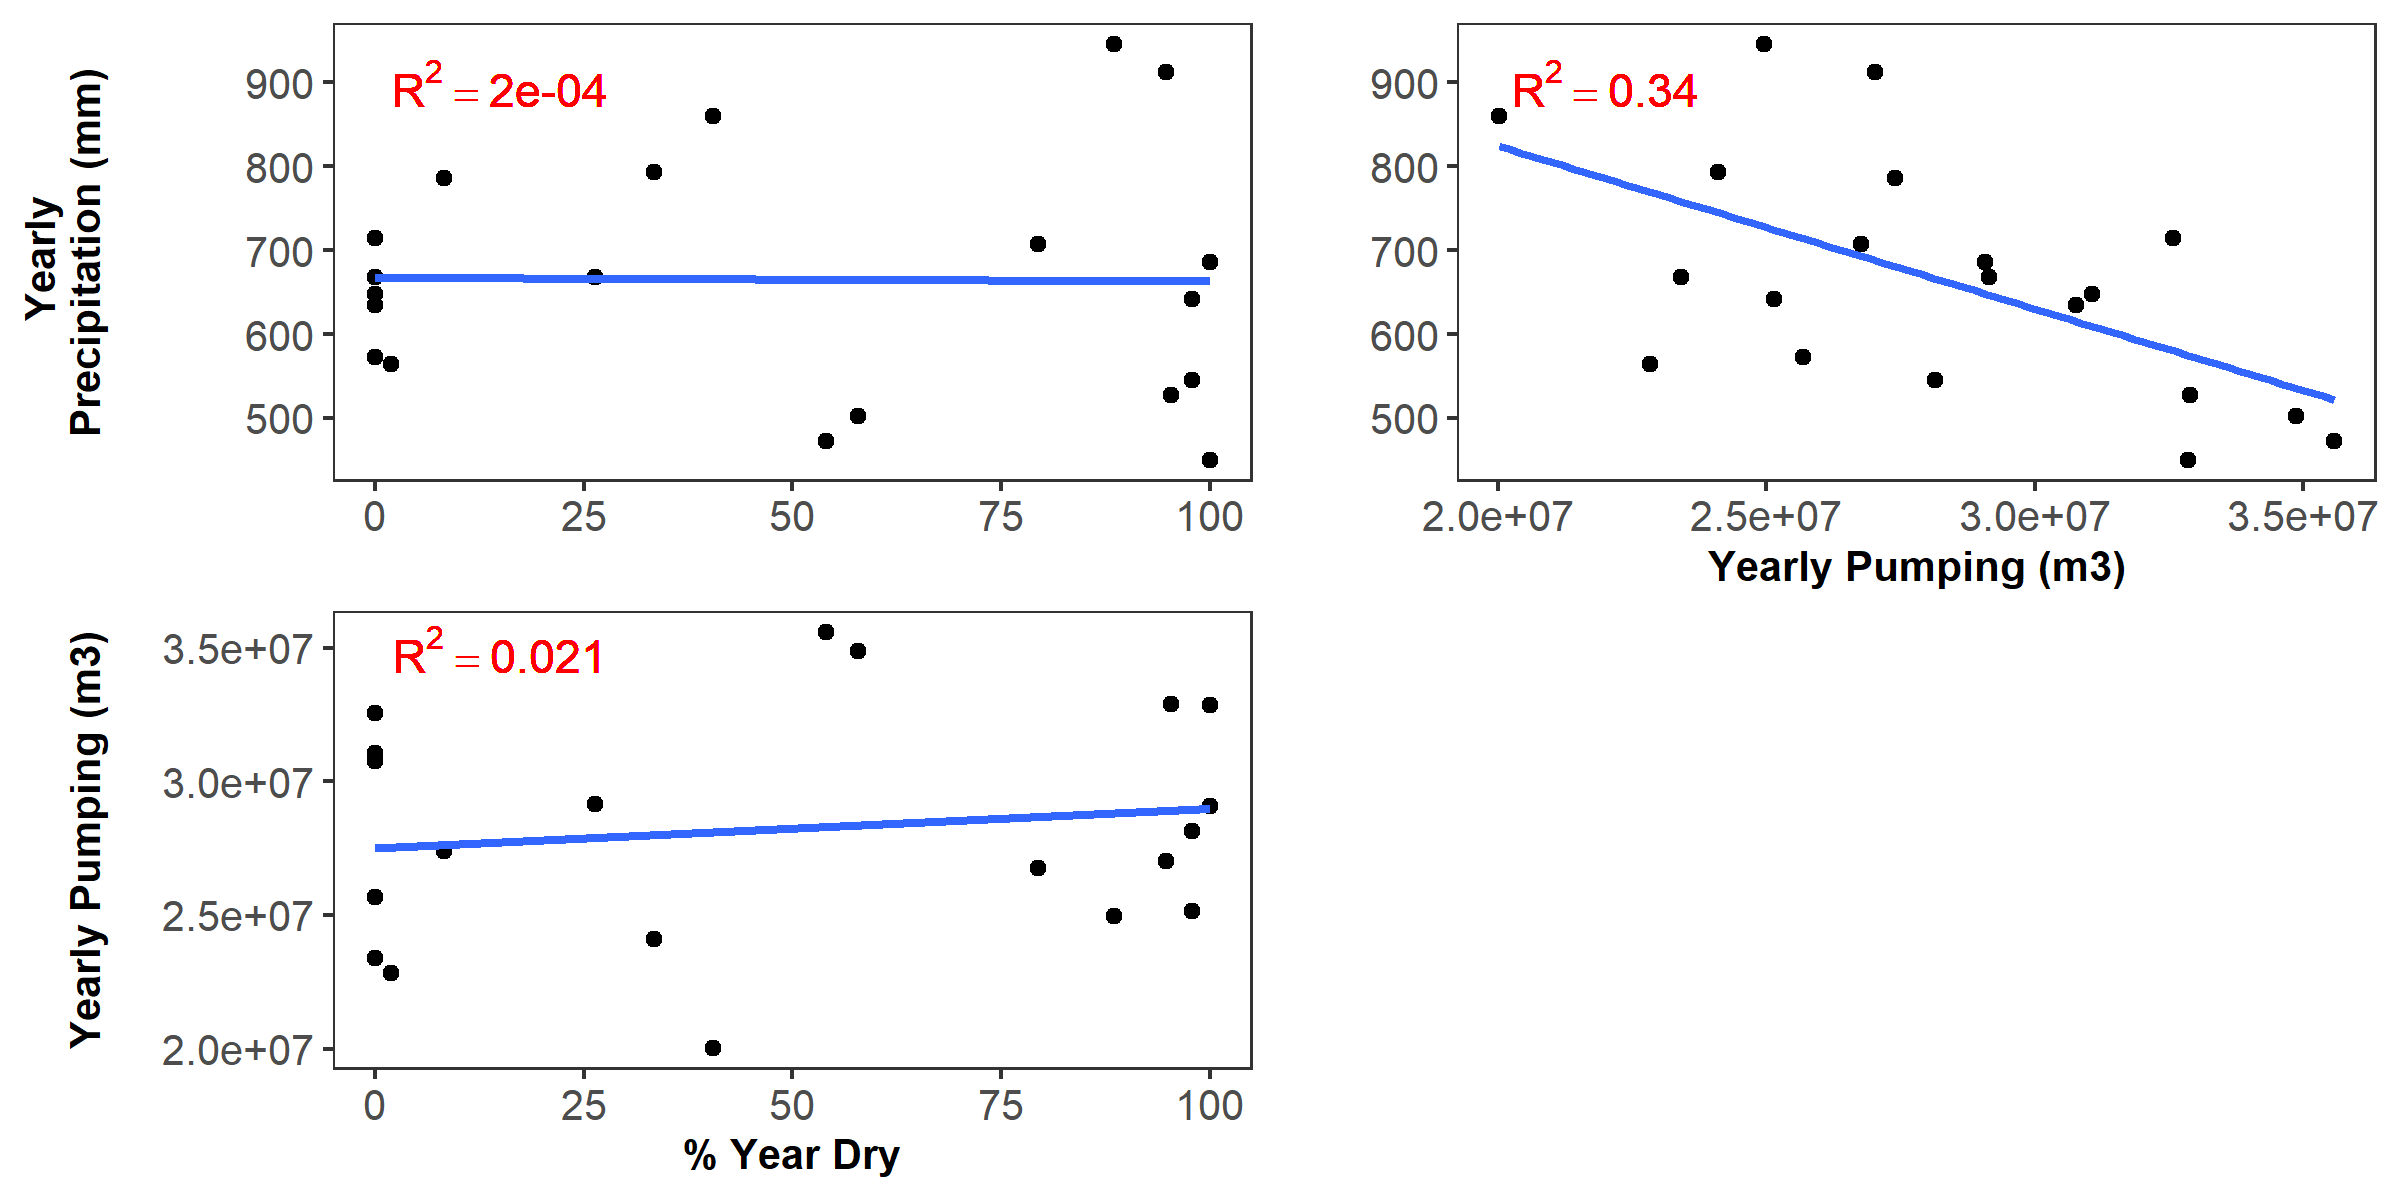 Yearly
Precipitation (mm)
900
800
700
600
500
R² = 2e-04
0 25 50 75 100
900
800
700
600
500
R² = 0.34
2.0e+07 2.5e+07 3.0e+07 3.5e+07
Yearly Pumping (m3)
Yearly Pumping (m3)
3.5e+07
3.0e+07
2.5e+07
2.0e+07
R² = 0.021
0 25 50 75 100
% Year Dry